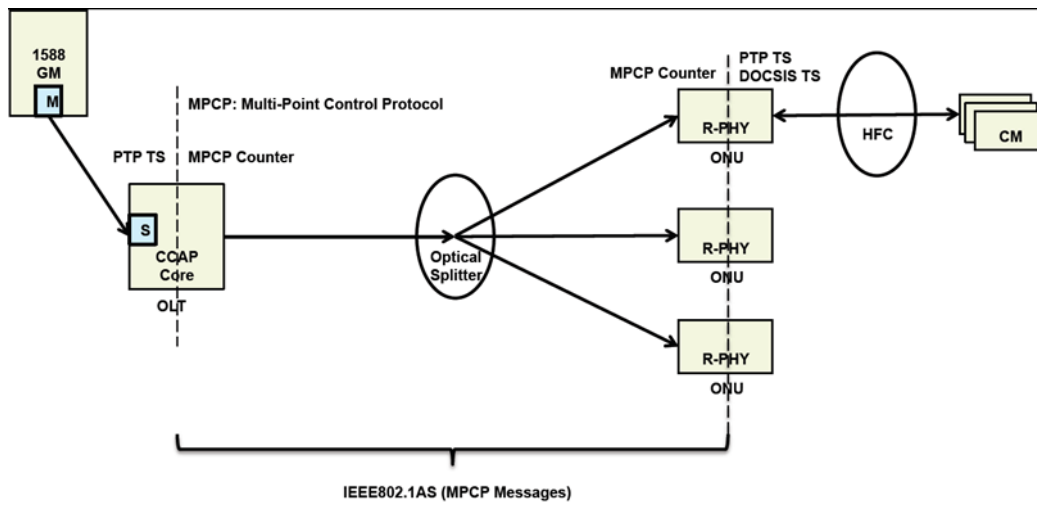 1588
GM
M
MPCP: Multi-Point Control Protocol
PTP TS
MPCP Counter
S
CCAP
Core
OLT
Optical
Splitter
MPCP Counter
PTP TS
DOCSIS TS
R-PHY
ONU
HFC
CM
R-PHY
ONU
R-PHY
ONU
IEEE802.1AS (MPCP Messages)